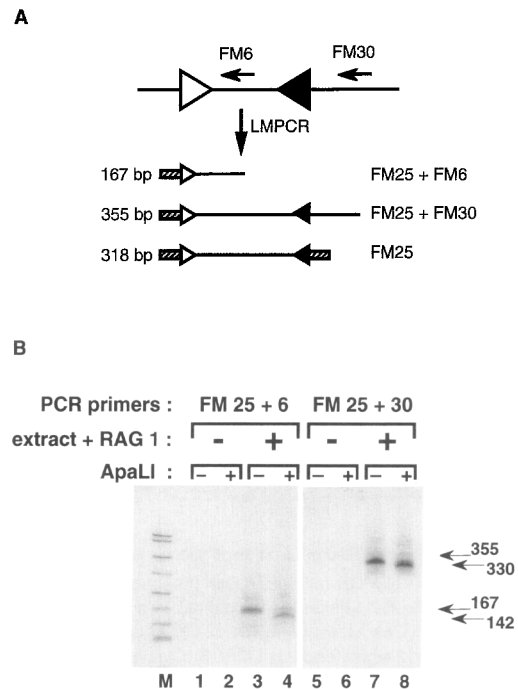 A
FM6 FM30
LMPCR
167 bp FM25 + FM6
355 bp FM25 + FM30
318 bp FM25
B
PCR primers : FM 25 + 6 FM 25 + 30
extract + RAG 1 : - + - +
ApaLI : − + − + − + − +
355
330
167
142
M 1 2 3 4 5 6 7 8